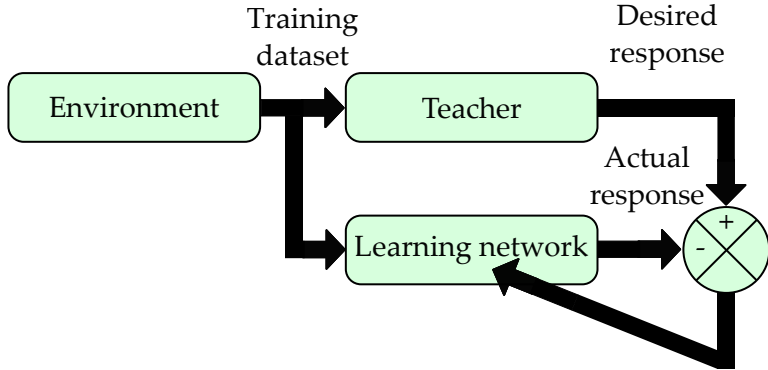 Training
dataset
Desired
response
Environment
Teacher
Actual
response
+
-
Learning network